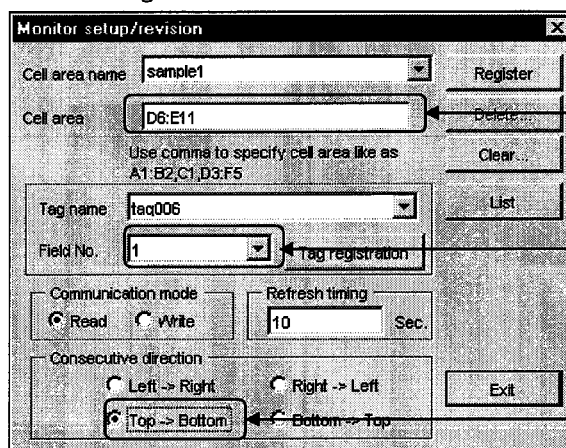 Monitor setup/revision
Cell area name sample1 Register
Cell area D6:E11 Delete...
Use comma to specify cell area like as Clear...
A1:B2,C1,D3:F5
Tag name tag006 List
Field No. 1 Tag registration
Communication mode Refresh timing
Read Write 10 Sec.
Consecutive direction
Left -> Right Right -> Left Exit
Top -> Bottom Bottom -> Top